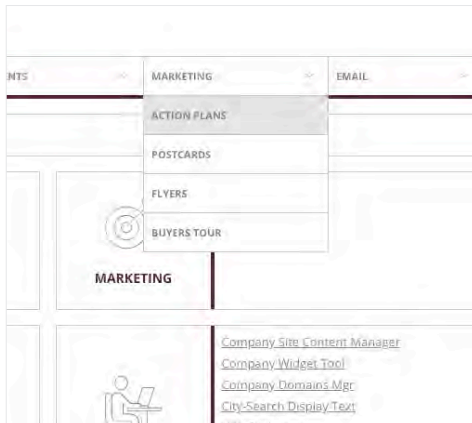 NTS
MARKETING
EMAIL
ACTION PLANS
POSTCARDS
FLYERS
BUYERS TOUR
MARKETING
Company Site Content Manager
Company Widget Tool
Company Domains Mgr
City-Search Display Text